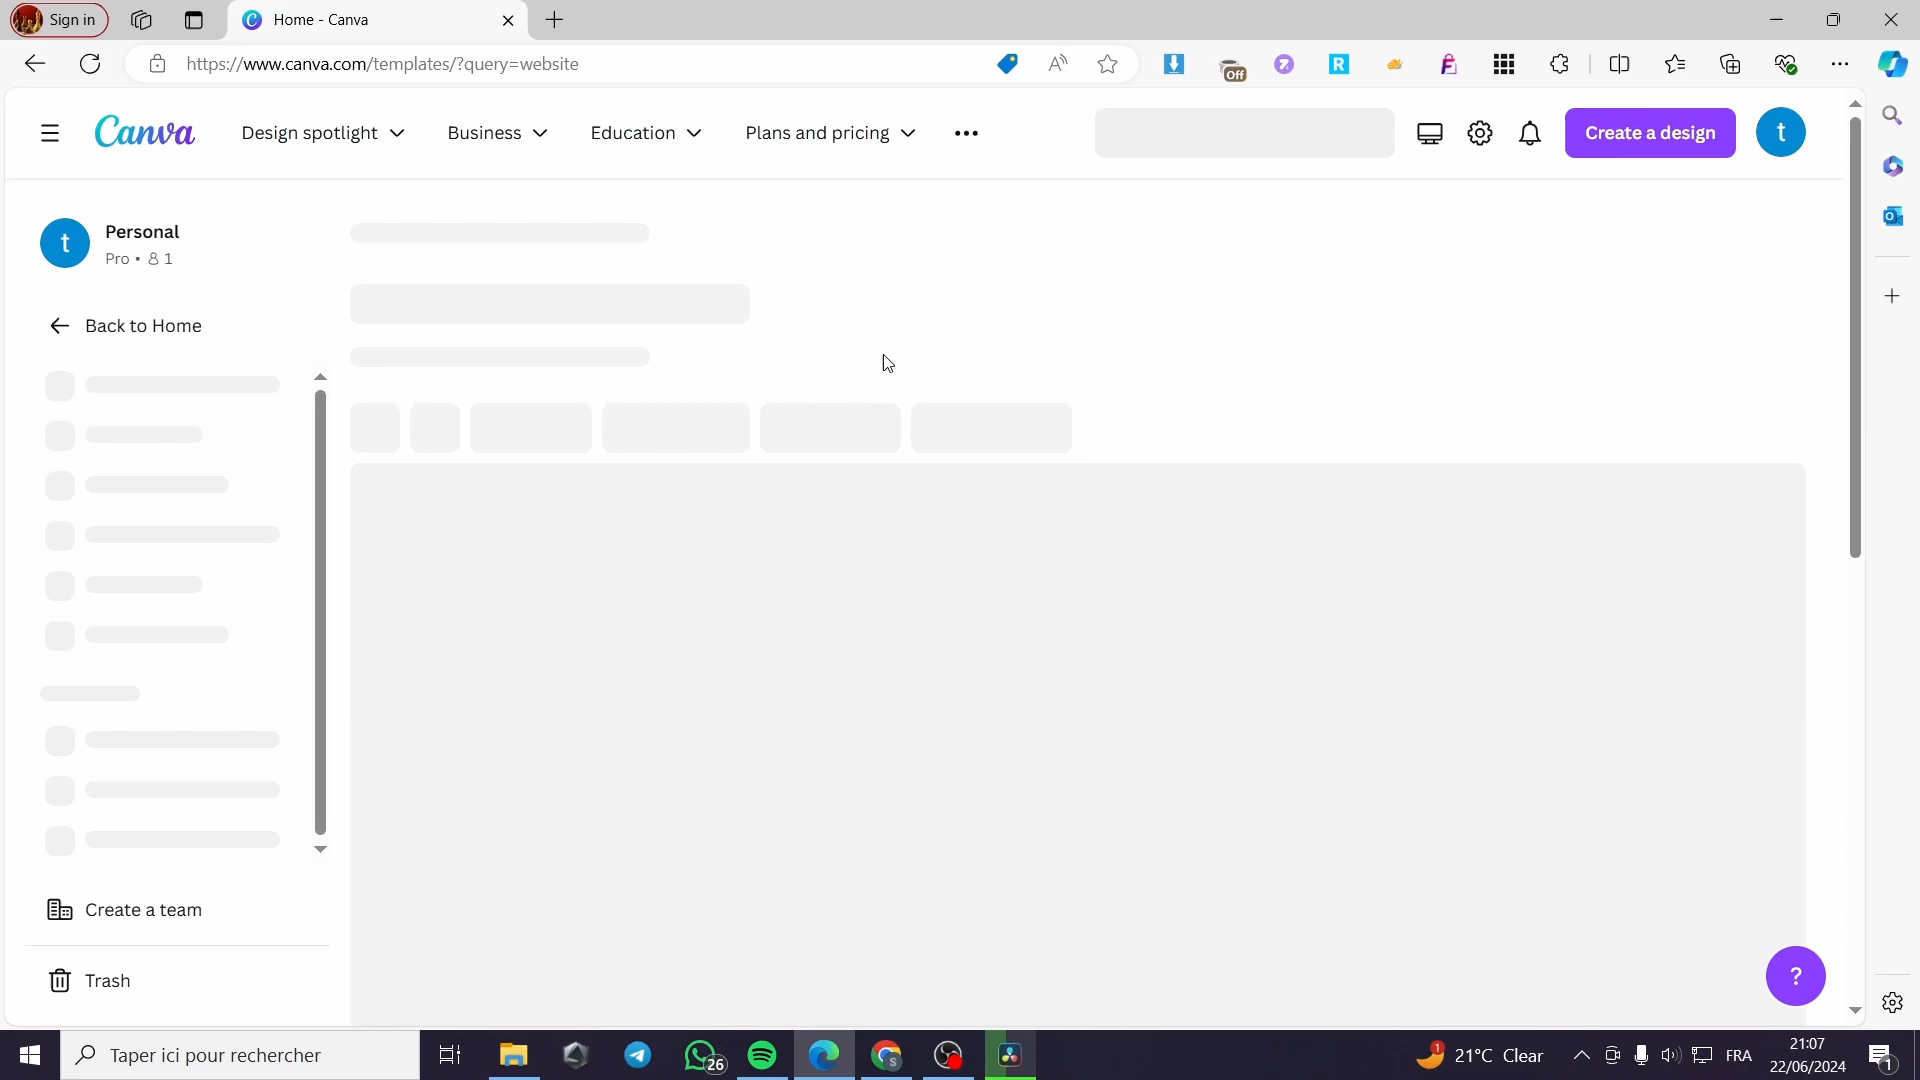 Sign in
Home - Canva
https://www.canva.com/templates/?query=website
Off
Canva
Design spotlight
Business
Education
Plans and pricing
Create a design
t
t
Personal
Pro • 1
Back to Home
Create a team
Trash
?
Taper ici pour rechercher
26
S
1
21°C Clear
FRA
21:07
22/06/2024
1